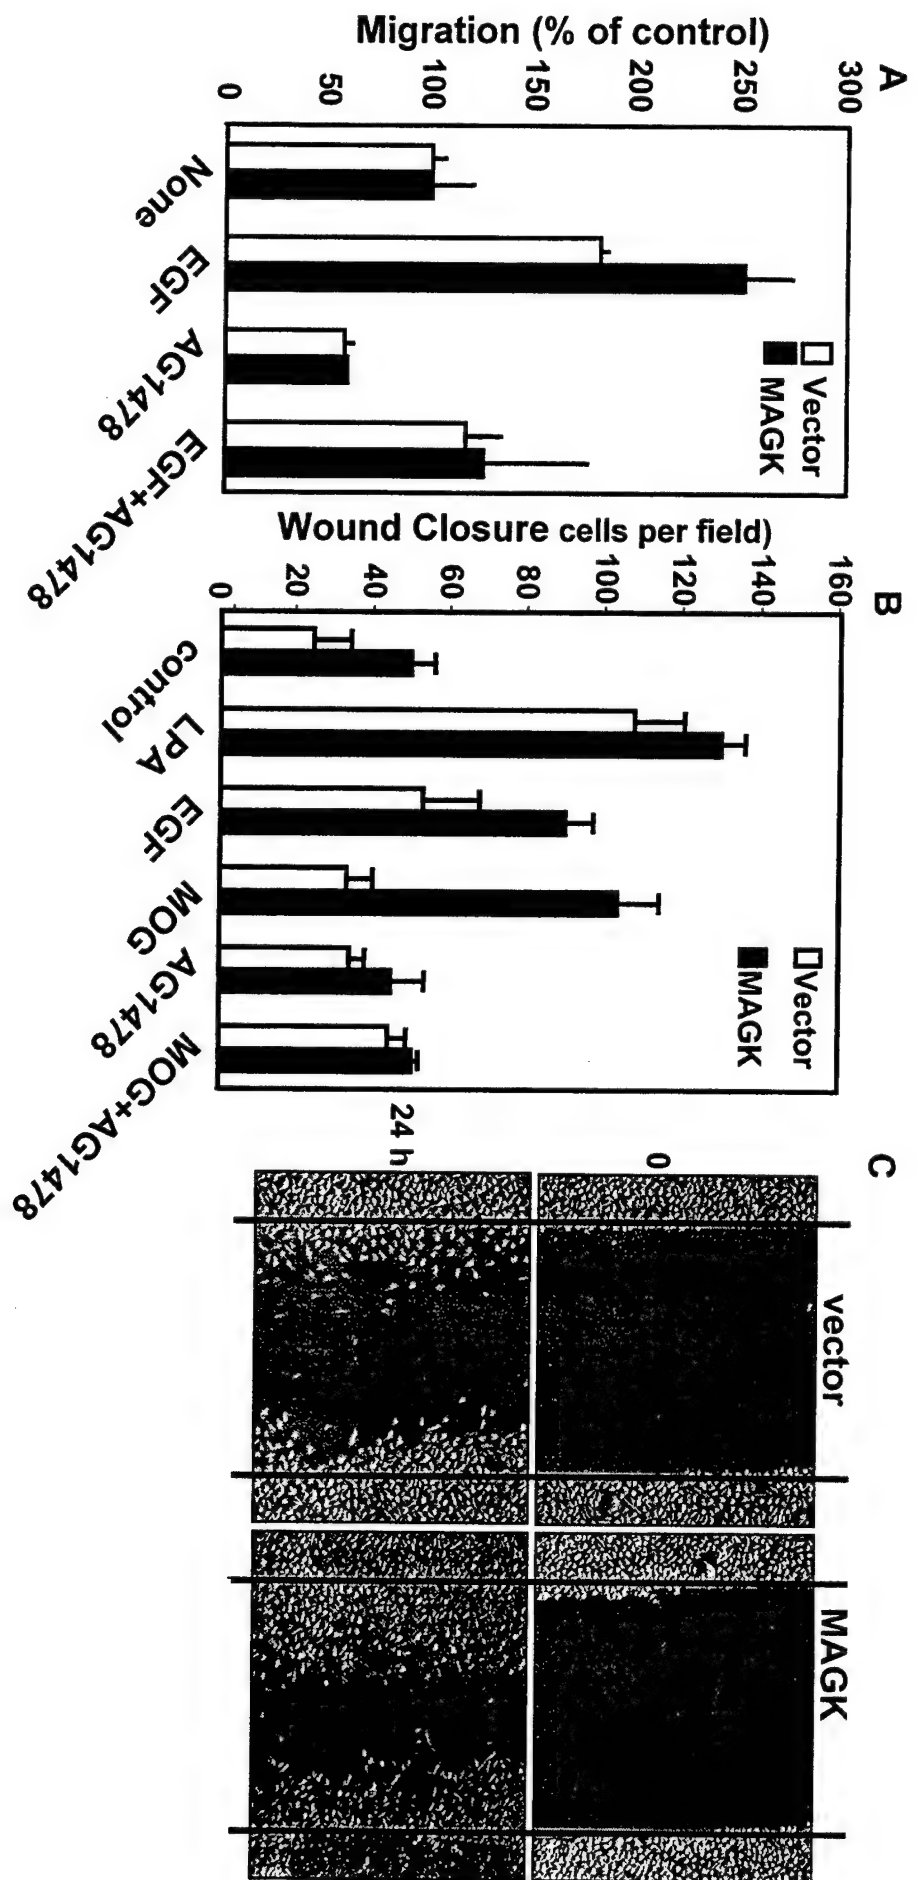 A
Migration (% of control)
300
250
200
150
100
50
0
Vector
MAGK
None
EGF
AG1478
EGF+AG1478
B
Wound Closure cells per field)
160
140
120
100
80
60
40
20
0
Vector
MAGK
control
LPA
EGF
MOG
AG1478
MOG+AG1478
C
vector
MAGK
0
24 h